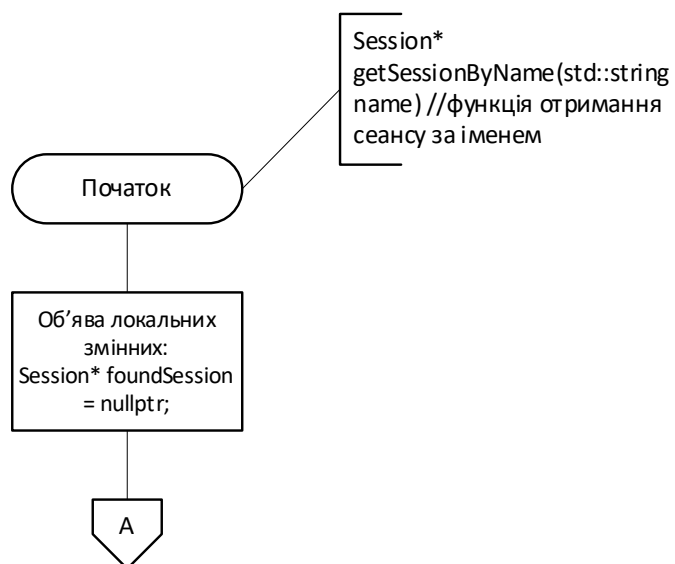 Session*
getSessionByName(std::string
name) //функція отримання
сеансу за іменем
Початок
Об’ява локальних
змінних:
Session* foundSession
= nullptr;
А